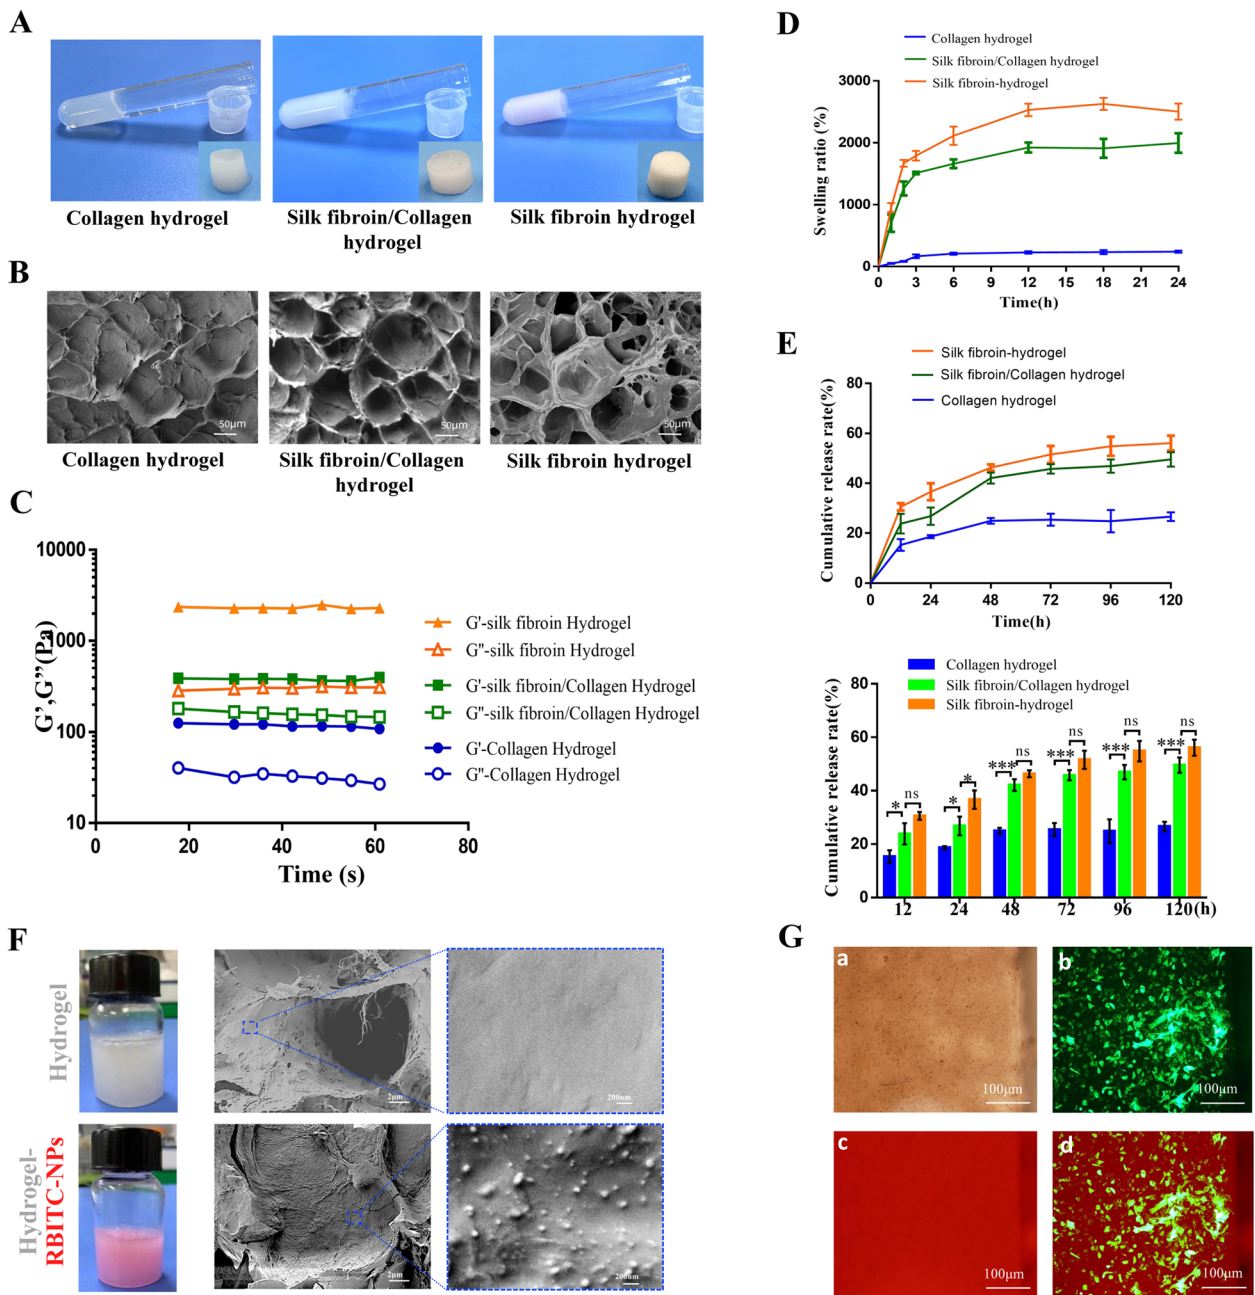 A
Collagen hydrogel
Silk fibroin/Collagen
hydrogel
Silk fibroin hydrogel
B
50μm
50μm
50μm
Collagen hydrogel
Silk fibroin/Collagen
hydrogel
Silk fibroin hydrogel
C
G',G''(Pa)
10000
1000
100
10
0
20
40
60
80
Time (s)
G'-silk fibroin Hydrogel
G''-silk fibroin Hydrogel
G'-silk fibroin/Collagen Hydrogel
G''-silk fibroin/Collagen Hydrogel
G'-Collagen Hydrogel
G''-Collagen Hydrogel
D
Collagen hydrogel
Silk fibroin/Collagen hydrogel
Silk fibroin-hydrogel
Swelling ratio (%)
3000
2000
1000
0
0
3
6
9
12
15
18
21
24
Time(h)
E
Silk fibroin-hydrogel
Silk fibroin/Collagen hydrogel
Collagen hydrogel
Cumulative release rate(%)
80
60
40
20
0
0
24
48
72
96
120
Time(h)
Collagen hydrogel
Silk fibroin/Collagen hydrogel
Silk fibroin-hydrogel
Cumulative release rate(%)
80
60
40
20
0
* ns
* *
*** ns
*** ns
*** ns
*** ns
12
24
48
72
96
120(h)
F
Hydrogel
2μm
200nm
Hydrogel-
RBITC-NPs
2μm
200nm
G
a
100μm
b
100μm
c
100μm
d
100μm